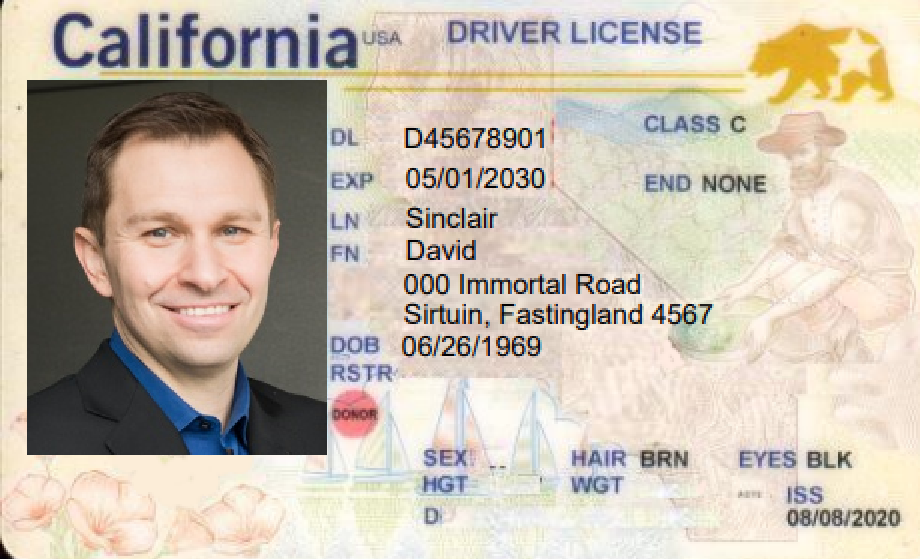 California USA DRIVER LICENSE
DL D45678901 CLASS C
EXP 05/01/2030 END NONE
LN Sinclair
FN David
000 Immortal Road
Sirtuin, Fastingland 4567
DOB 06/26/1969
RSTR
DONOR
SEX HAIR BRN EYES BLK
HGT WGT
ISS
D 08/08/2020